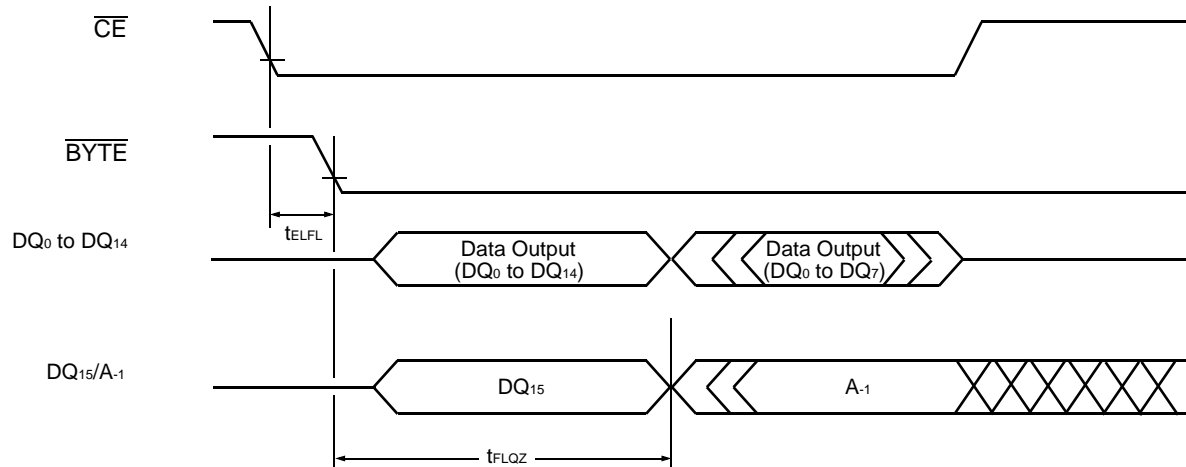 CE
BYTE
tELFL
DQ0 to DQ14
Data Output
(DQ0 to DQ14)
Data Output
(DQ0 to DQ7)
DQ15/A-1
DQ15
A-1
tFLQZ